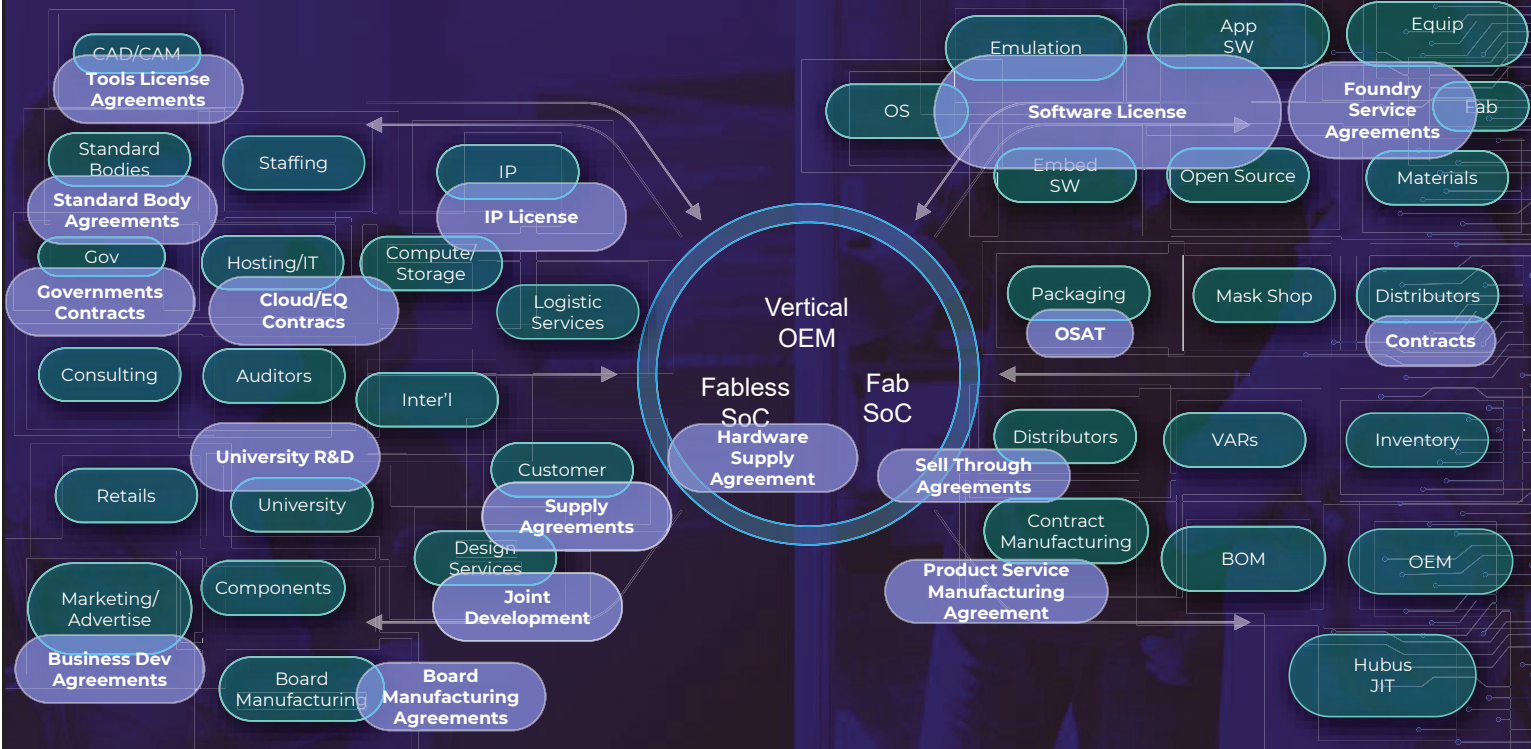 CAD/CAM
Tools License
Agreements
Standard
Bodies
Standard Body
Agreements
Staffing
IP
IP License
Gov
Governments
Contracts
Hosting/IT
Cloud/EQ
Contracs
Compute/
Storage
Logistic
Services
Consulting
Auditors
Inter’l
University R&D
University
Retails
Customer
Supply
Agreements
Design
Services
Joint
Development
Components
Marketing/
Advertise
Business Dev
Agreements
Board
Manufacturing
Board
Manufacturing
Agreements
Vertical
OEM
Fabless
SoC
Fab
SoC
Hardware
Supply
Agreement
Emulation
App
SW
Equip
OS
Software License
Foundry
Service
Agreements
Fab
Embed
SW
Open Source
Materials
Packaging
OSAT
Mask Shop
Distributors
Contracts
Distributors
Sell Through
Agreements
VARs
Inventory
Contract
Manufacturing
Product Service
Manufacturing
Agreement
BOM
OEM
Hubus
JIT